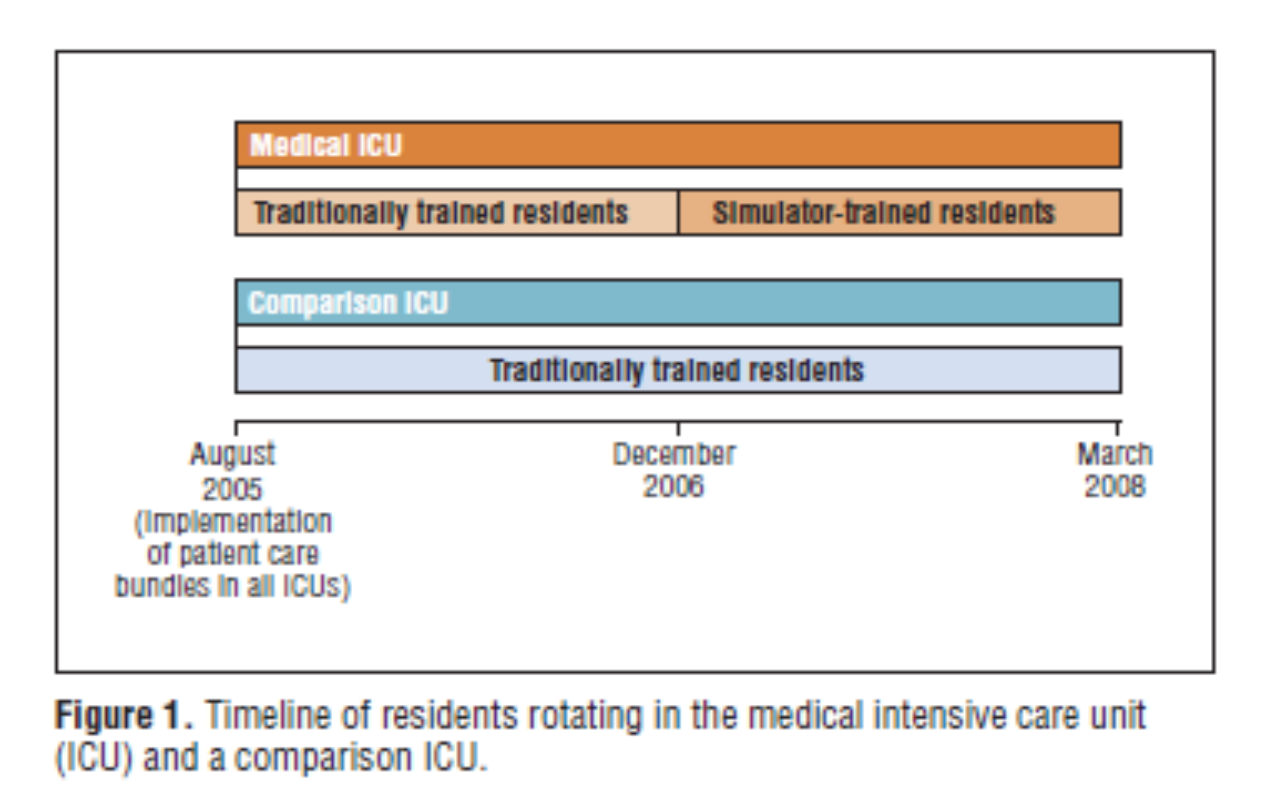 Medical ICU
Traditionally trained residents
Simulator-trained residents
Comparison ICU
Traditionally trained residents
August
2005
(Implementation
of patient care
bundles in all ICUs)
December
2006
March
2008
Figure 1. Timeline of residents rotating in the medical intensive care unit
(ICU) and a comparison ICU.